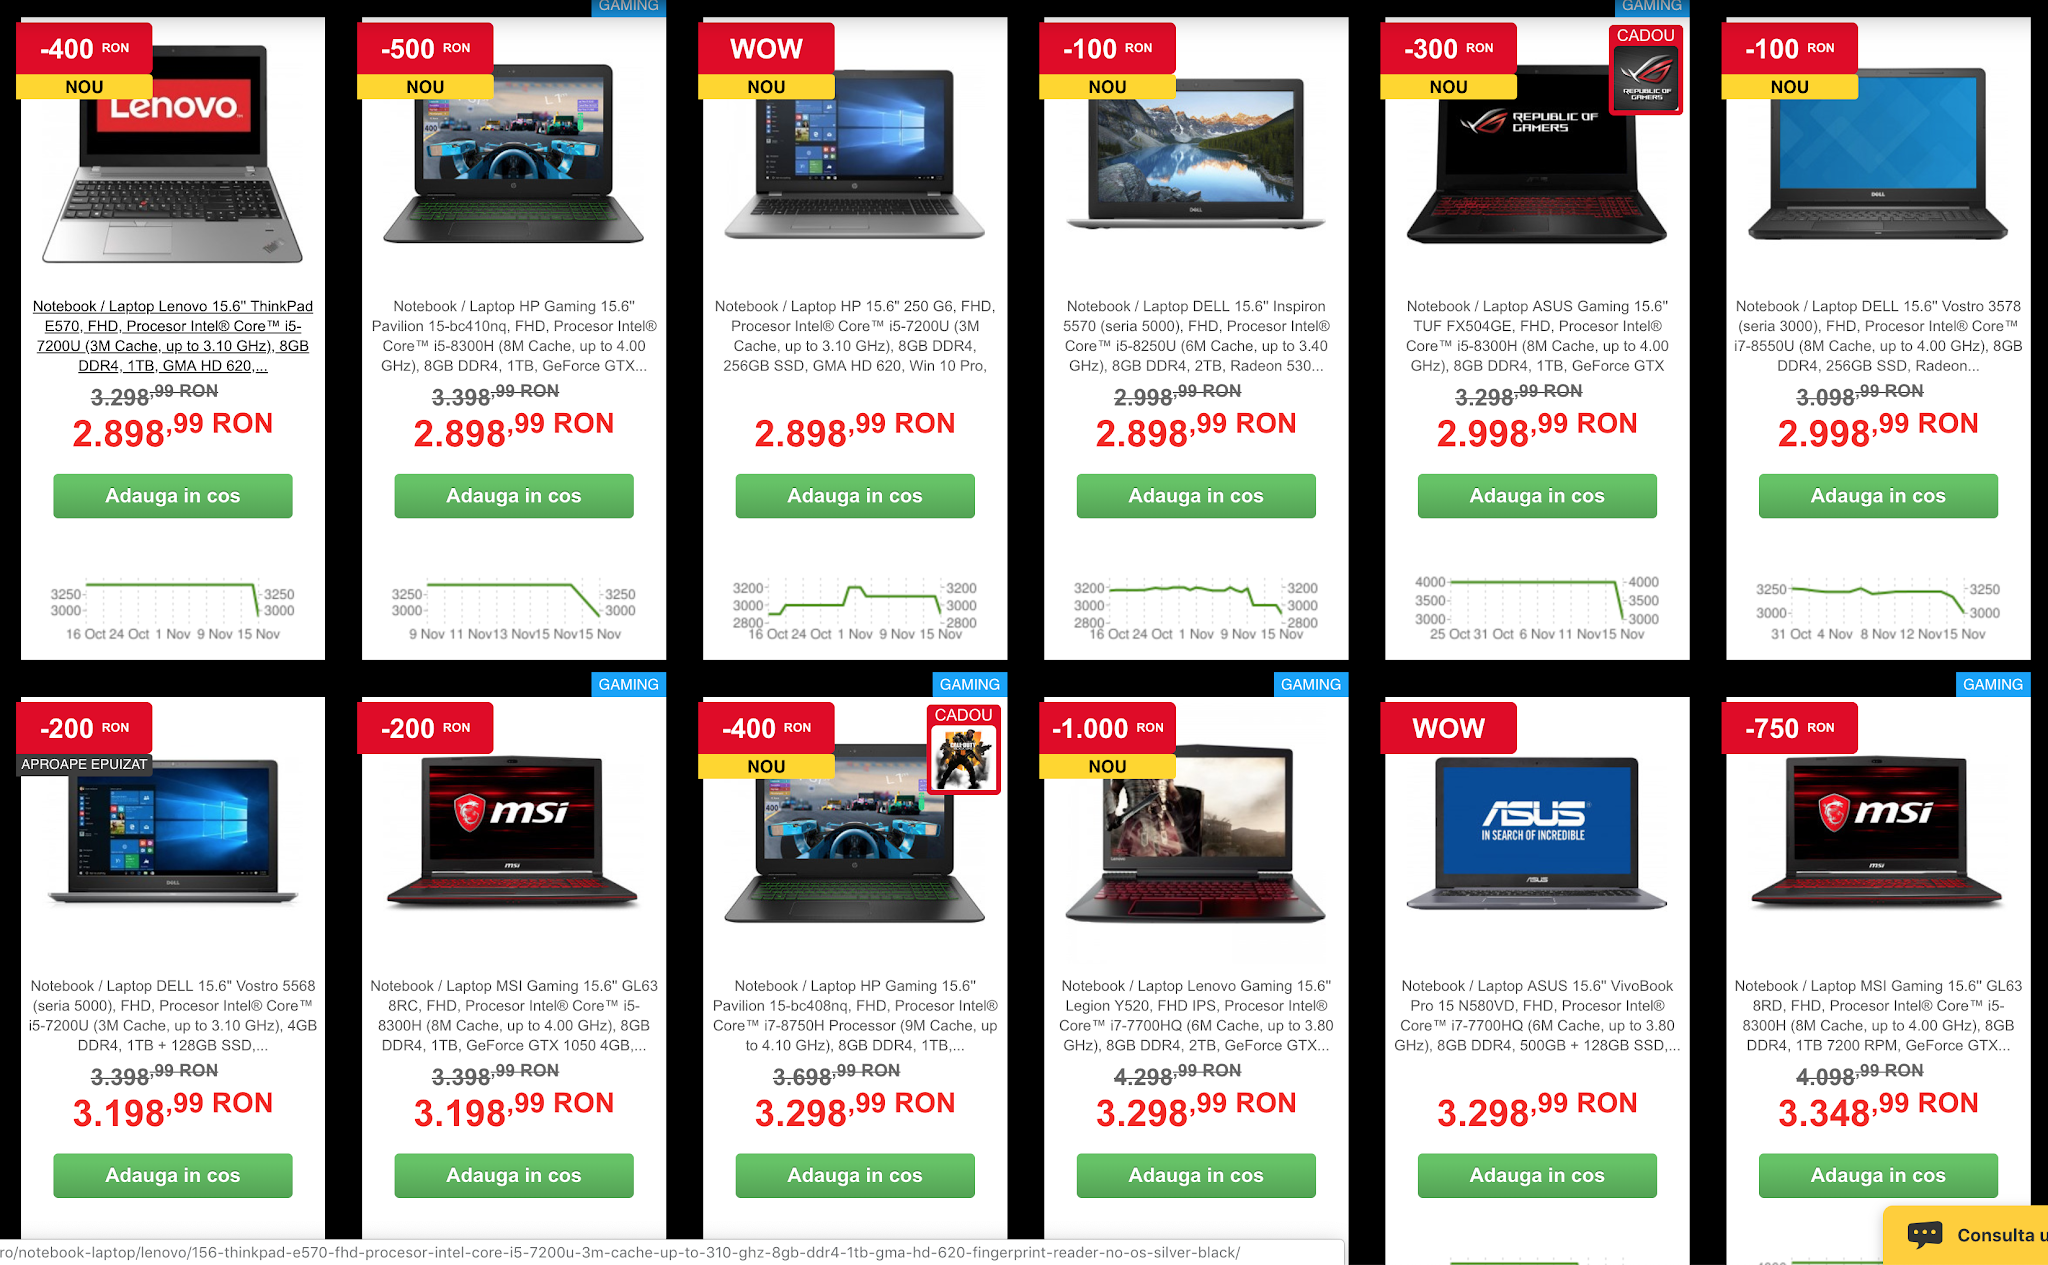 GAMING
GAMING
-400 RON
NOU
Lenovo
Notebook / Laptop Lenovo 15.6" ThinkPad
E570, FHD, Procesor Intel® Core™ i5-
7200U (3M Cache, up to 3.10 GHz), 8GB
DDR4, 1TB, GMA HD 620,...
3.298,99 RON
2.898,99 RON
Adauga in cos
3250 3250
3000 3000
16 Oct 24 Oct 1 Nov 9 Nov 15 Nov
-500 RON
NOU
Notebook / Laptop HP Gaming 15.6"
Pavilion 15-bc410nq, FHD, Procesor Intel®
Core™ i5-8300H (8M Cache, up to 4.00
GHz), 8GB DDR4, 1TB, GeForce GTX...
3.398,99 RON
2.898,99 RON
Adauga in cos
3250 3250
3000 3000
9 Nov 11 Nov 13 Nov 15 Nov 15 Nov
WOW
NOU
Notebook / Laptop HP 15.6" 250 G6, FHD,
Procesor Intel® Core™ i5-7200U (3M
Cache, up to 3.10 GHz), 8GB DDR4,
256GB SSD, GMA HD 620, Win 10 Pro,
2.898,99 RON
Adauga in cos
3200 3200
3000 3000
2800 2800
16 Oct 24 Oct 1 Nov 9 Nov 15 Nov
-100 RON
NOU
DELL
Notebook / Laptop DELL 15.6" Inspiron
5570 (seria 5000), FHD, Procesor Intel®
Core™ i5-8250U (6M Cache, up to 3.40
GHz), 8GB DDR4, 2TB, Radeon 530...
2.998,99 RON
2.898,99 RON
Adauga in cos
3200 3200
3000 3000
2800 2800
16 Oct 24 Oct 1 Nov 9 Nov 15 Nov
-300 RON
NOU
CADOU
REPUBLIC OF
GAMERS
REPUBLIC OF
GAMERS
Notebook / Laptop ASUS Gaming 15.6"
TUF FX504GE, FHD, Procesor Intel®
Core™ i5-8300H (8M Cache, up to 4.00
GHz), 8GB DDR4, 1TB, GeForce GTX
3.298,99 RON
2.998,99 RON
Adauga in cos
4000 4000
3500 3500
3000 3000
25 Oct 31 Oct 6 Nov 11 Nov 15 Nov
-100 RON
NOU
DELL
Notebook / Laptop DELL 15.6" Vostro 3578
(seria 3000), FHD, Procesor Intel® Core™
i7-8550U (8M Cache, up to 4.00 GHz), 8GB
DDR4, 256GB SSD, Radeon...
3.098,99 RON
2.998,99 RON
Adauga in cos
3250 3250
3000 3000
31 Oct 4 Nov 8 Nov 12 Nov 15 Nov
-200 RON
APROAPE EPUIZAT
DELL
Notebook / Laptop DELL 15.6" Vostro 5568
(seria 5000), FHD, Procesor Intel® Core™
i5-7200U (3M Cache, up to 3.10 GHz), 4GB
DDR4, 1TB + 128GB SSD,...
3.398,99 RON
3.198,99 RON
Adauga in cos
GAMING
-200 RON
msi
msi
Notebook / Laptop MSI Gaming 15.6" GL63
8RC, FHD, Procesor Intel® Core™ i5-
8300H (8M Cache, up to 4.00 GHz), 8GB
DDR4, 1TB, GeForce GTX 1050 4GB,...
3.398,99 RON
3.198,99 RON
Adauga in cos
GAMING
-400 RON
NOU
CADOU
CALL OF DUTY
Notebook / Laptop HP Gaming 15.6"
Pavilion 15-bc408nq, FHD, Procesor Intel®
Core™ i7-8750H Processor (9M Cache, up
to 4.10 GHz), 8GB DDR4, 1TB,...
3.698,99 RON
3.298,99 RON
Adauga in cos
GAMING
-1.000 RON
NOU
Lenovo
Notebook / Laptop Lenovo Gaming 15.6"
Legion Y520, FHD IPS, Procesor Intel®
Core™ i7-7700HQ (6M Cache, up to 3.80
GHz), 8GB DDR4, 2TB, GeForce GTX...
4.298,99 RON
3.298,99 RON
Adauga in cos
WOW
ASUS
IN SEARCH OF INCREDIBLE
ASUS
Notebook / Laptop ASUS 15.6" VivoBook
Pro 15 N580VD, FHD, Procesor Intel®
Core™ i7-7700HQ (6M Cache, up to 3.80
GHz), 8GB DDR4, 500GB + 128GB SSD,...
3.298,99 RON
Adauga in cos
GAMING
-750 RON
msi
msi
Notebook / Laptop MSI Gaming 15.6" GL63
8RD, FHD, Procesor Intel® Core™ i5-
8300H (8M Cache, up to 4.00 GHz), 8GB
DDR4, 1TB 7200 RPM, GeForce GTX...
4.098,99 RON
3.348,99 RON
Adauga in cos
Consulta u
ro/notebook-laptop/lenovo/156-thinkpad-e570-fhd-procesor-intel-core-i5-7200u-3m-cache-up-to-310-ghz-8gb-ddr4-1tb-gma-hd-620-fingerprint-reader-no-os-silver-black/